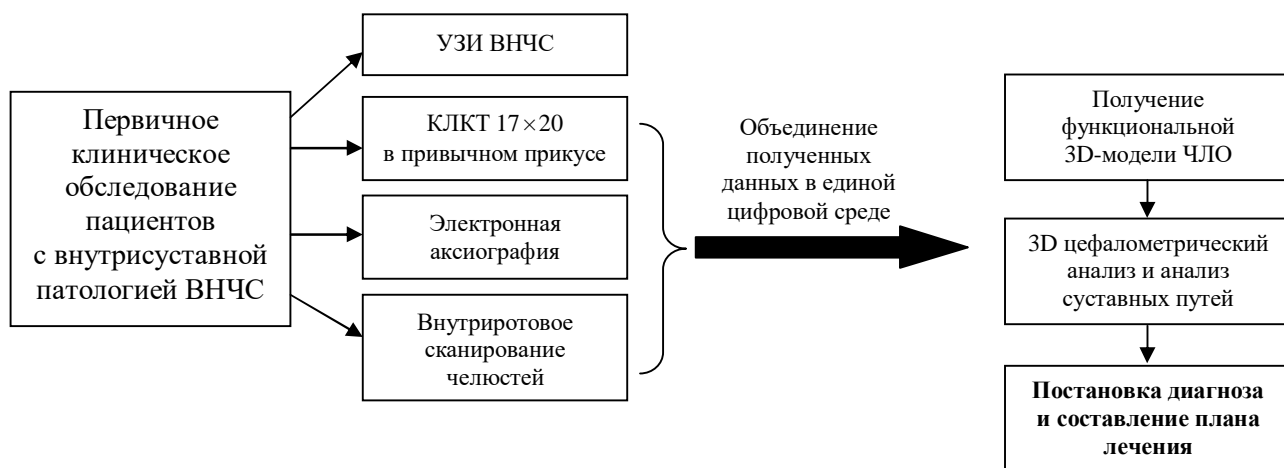 Первичное
клиническое
обследование
пациентов
с внутрисуставной
патологией ВНЧС
УЗИ ВНЧС
КЛКТ 17×20
в привычном прикусе
Электронная
аксиография
Внутриротовое
сканирование
челюстей
Объединение
полученных
данных в единой
цифровой среде
Получение
функциональной
3D-модели ЧЛО
3D цефалометрический
анализ и анализ
суставных путей
Постановка диагноза
и составление плана
лечения